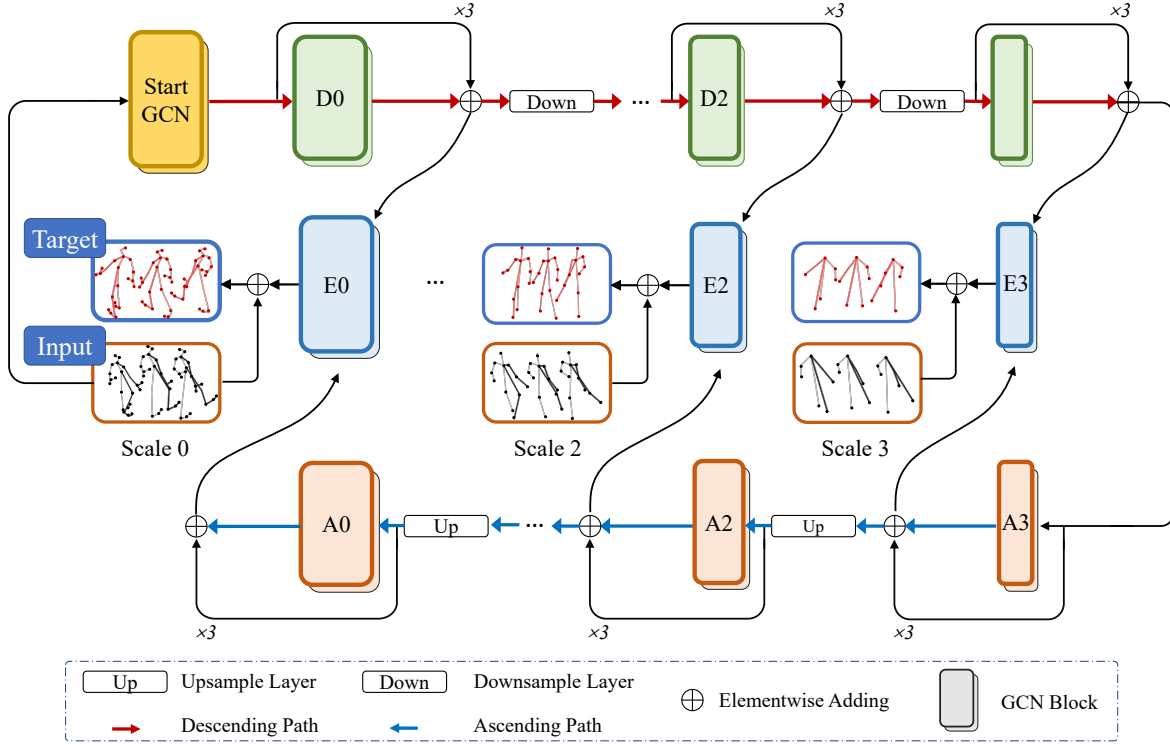 ×3
×3
×3
Start
GCN
D0
Down
...
D2
Down
Target
E0
...
E2
E3
Input
Scale 0
Scale 2
Scale 3
A0
Up
...
A2
Up
A3
×3
×3
×3
Up
Upsample Layer
Down
Downsample Layer
Elementwise Adding
GCN Block
Descending Path
Ascending Path